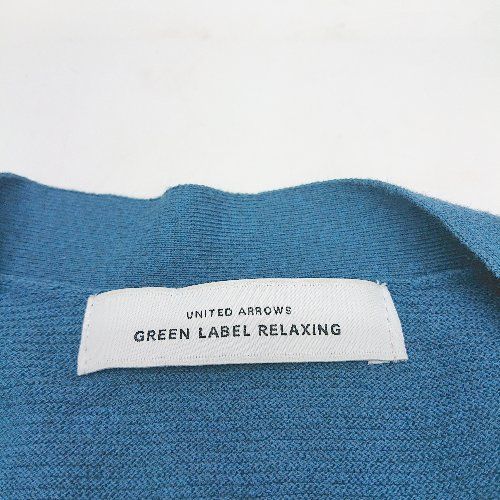 UNITED ARROWS
GREEN LABEL RELAXING